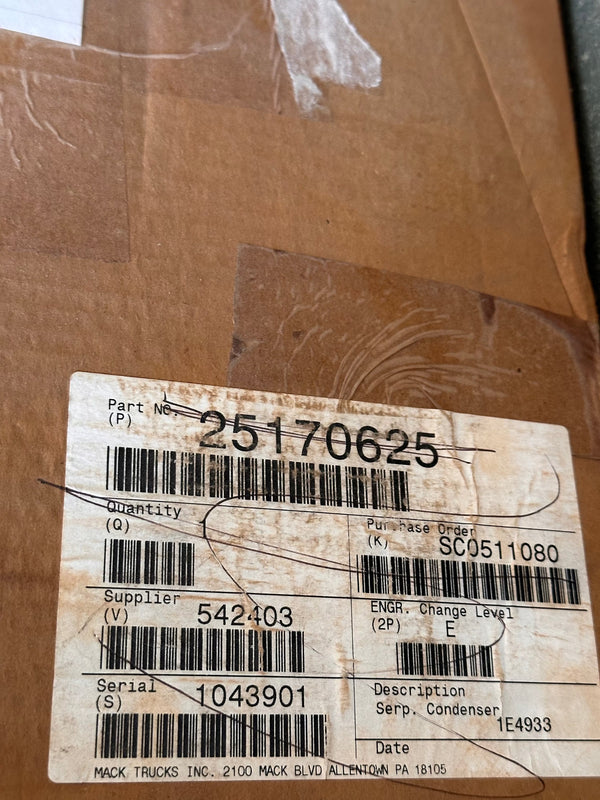 Part No. 25170625
(P)
Quantity
(Q)
Purchase Order
(K) SC0511080
Supplier
(V) 542403
ENGR. Change Level
(2P) E
Serial 1043901
(S)
Description
Serp. Condenser
1E4933
Date
MACK TRUCKS INC. 2100 MACK BLVD ALLENTOWN PA 18105